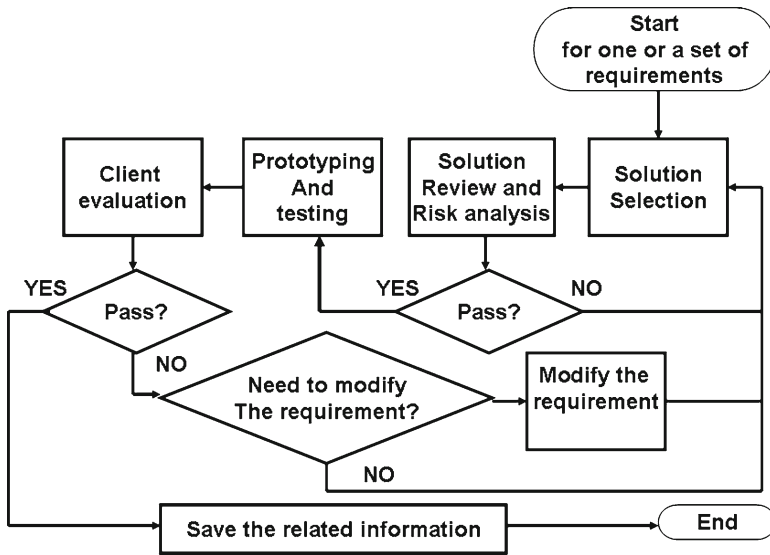 Start
for one or a set of
requirements
Client
evaluation
Prototyping
And
testing
Solution
Review and
Risk analysis
Solution
Selection
YES
Pass?
NO
YES
Pass?
NO
Need to modify
The requirement?
Modify the
requirement
NO
Save the related information
End